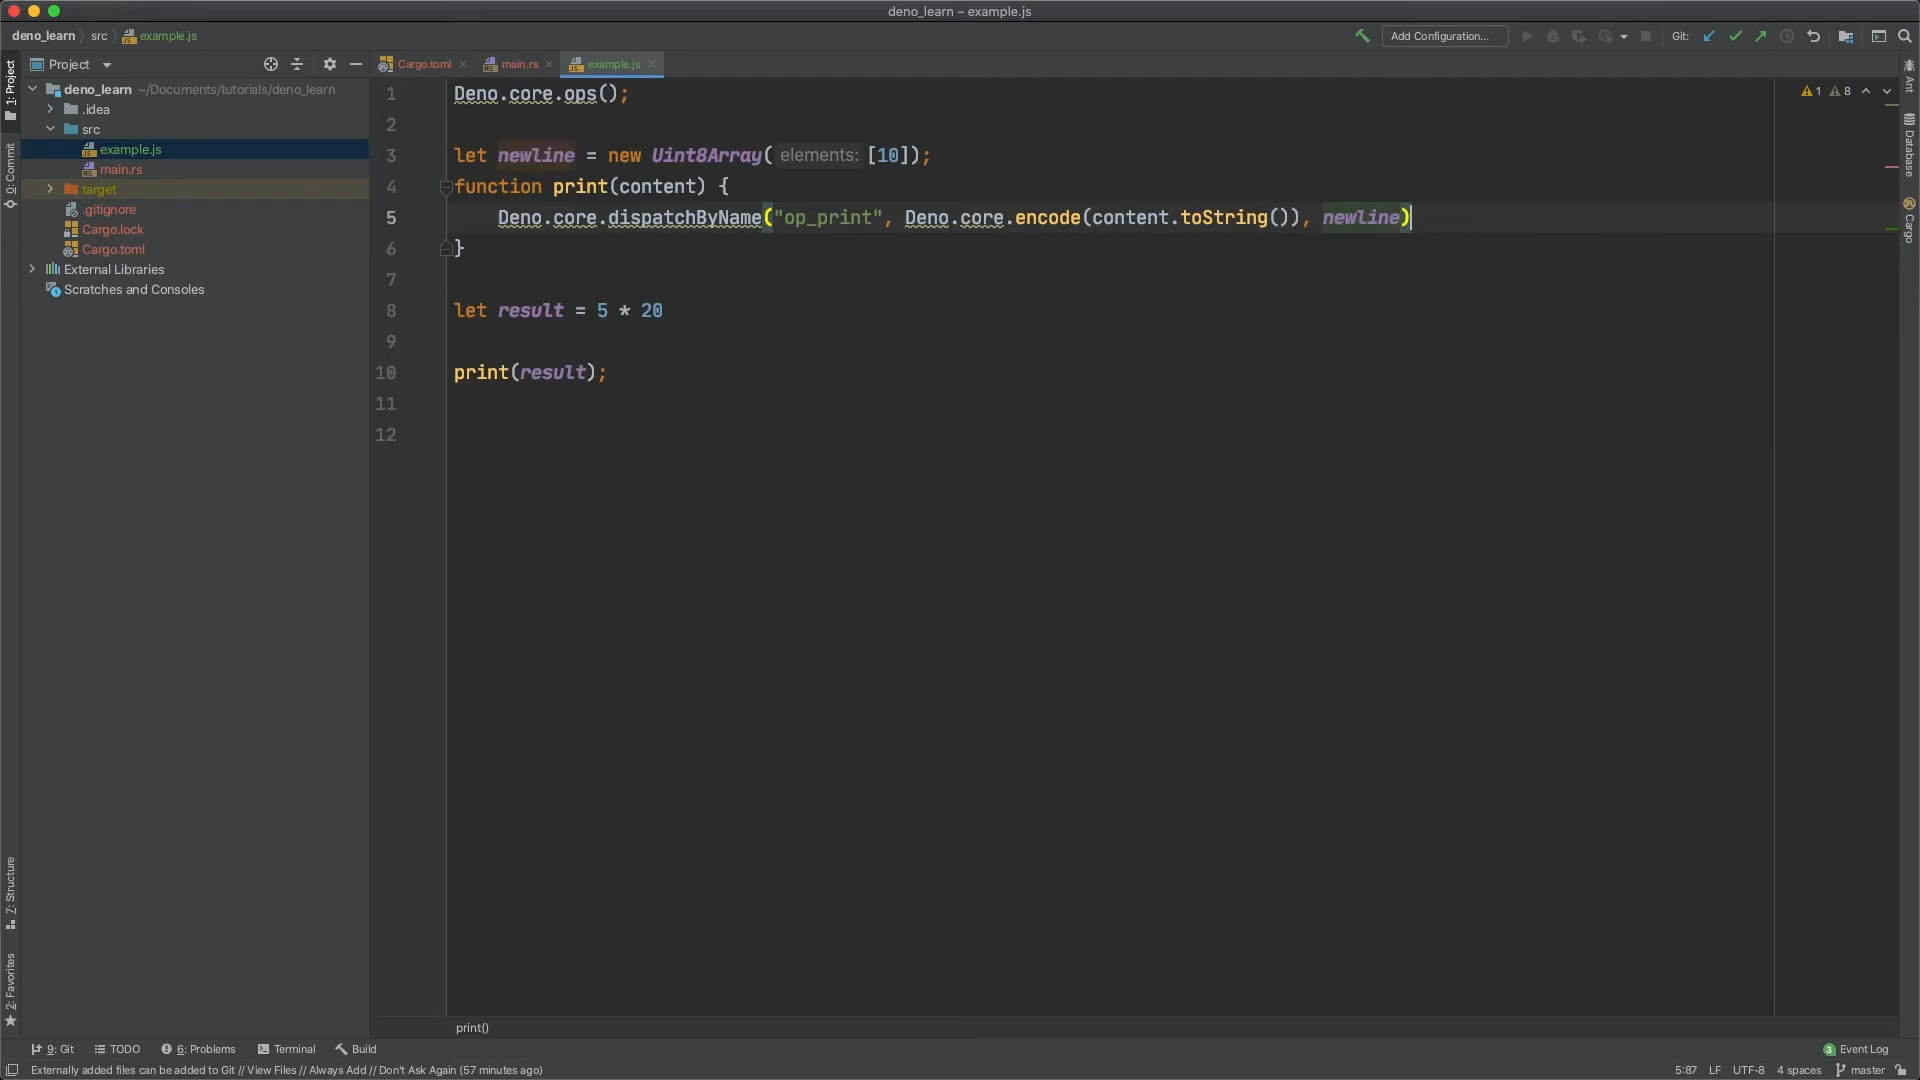 deno_learn – example.js
deno_learn src example.js Add Configuration... Git:
Project
Cargo.toml main.rs example.js
deno_learn ~/Documents/tutorials/deno_learn
.idea
src
example.js
main.rs
target
.gitignore
Cargo.lock
Cargo.toml
External Libraries
Scratches and Consoles
1: Project
0: Commit
Z: Structure
2: Favorites
1 Deno.core.ops();
2
3 let newline = new Uint8Array( elements: [10]);
4 function print(content) {
5 Deno.core.dispatchByName("op_print", Deno.core.encode(content.toString()), newline)
6 }
7
8 let result = 5 * 20
9
10 print(result);
11
12
1 8
Ant
Database
Cargo
print()
9: Git TODO 6: Problems Terminal Build 3 Event Log
Externally added files can be added to Git // View Files // Always Add // Don't Ask Again (57 minutes ago) 5:87 LF UTF-8 4 spaces master